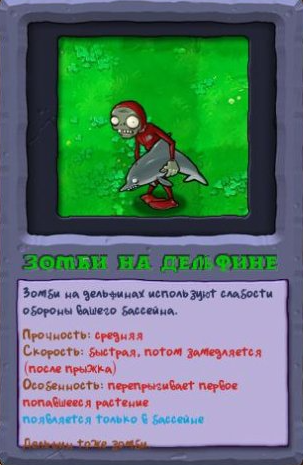 ЗОМБИ НА ДЕЛЬФИНЕ
Зомби на дельфинах используют слабости
обороны вашего бассейна.
Прочность: средняя
Скорость: быстрая, потом замедляется
(после прыжка)
Особенность: перепрыгивает первое
попавшееся растение
появляется только в бассейне
Дельфин тоже зомби.